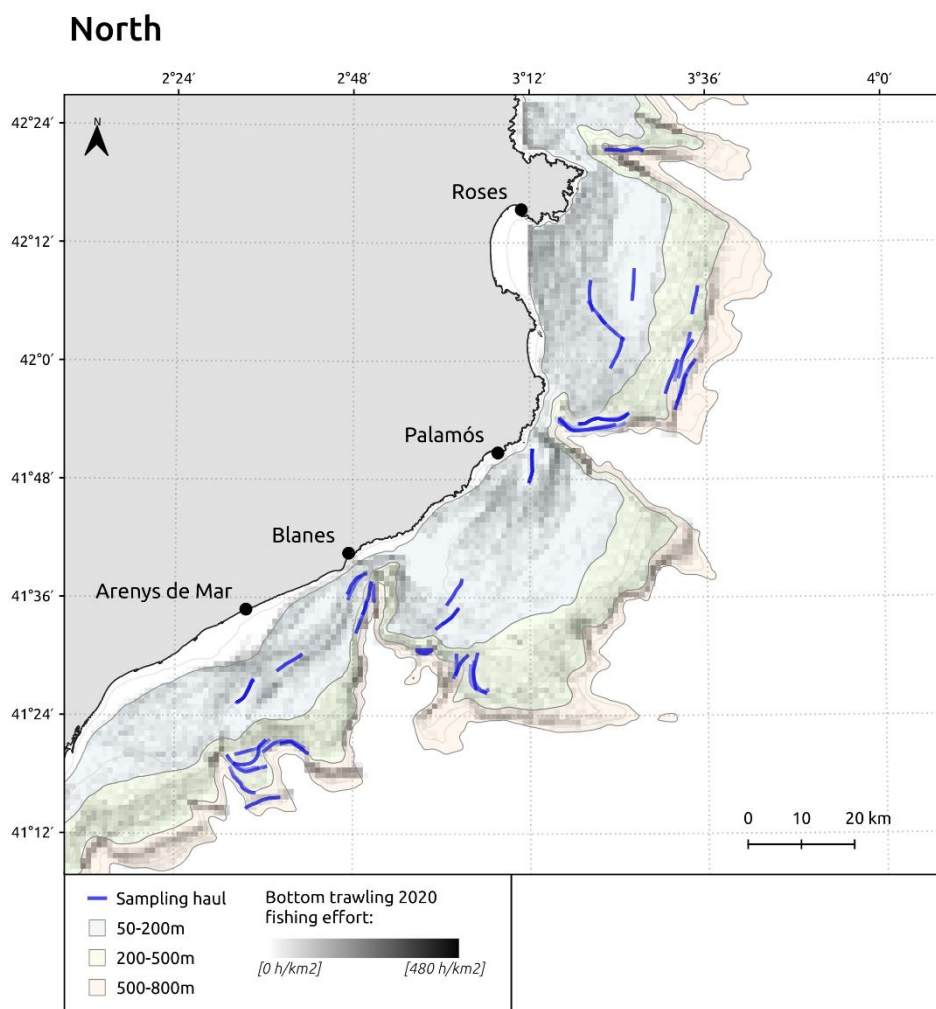 North
2°24′ 2°48′ 3°12′ 3°36′ 4°0′
42°24′
N
Roses
42°12′
42°0′
Palamós
41°48′
Blanes
Arenys de Mar
41°36′
41°24′
0 10 20 km
41°12′
Sampling haul
50-200m
200-500m
500-800m
Bottom trawling 2020
fishing effort:
[0 h/km2] [480 h/km2]